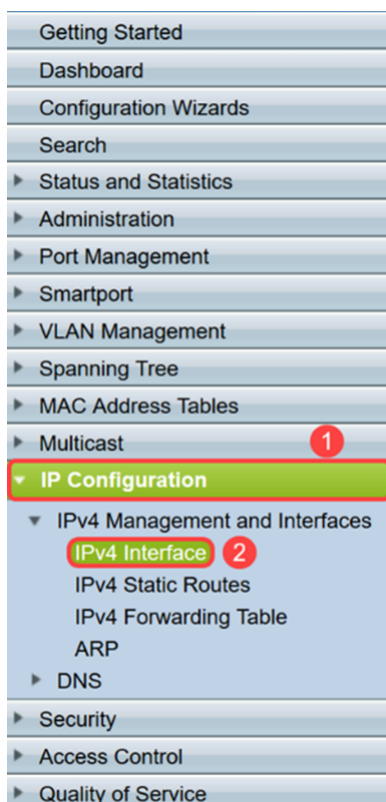 Getting Started
Dashboard
Configuration Wizards
Search
Status and Statistics
Administration
Port Management
Smartport
VLAN Management
Spanning Tree
MAC Address Tables
Multicast
1
IP Configuration
IPv4 Management and Interfaces
IPv4 Interface 2
IPv4 Static Routes
IPv4 Forwarding Table
ARP
DNS
Security
Access Control
Quality of Service